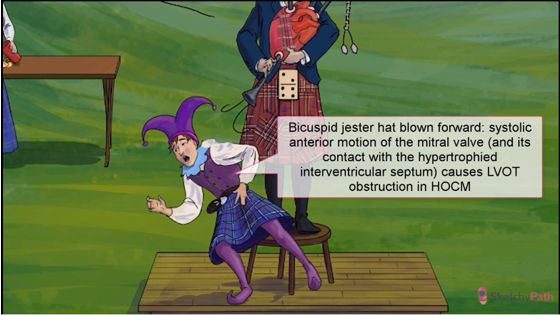 Bicuspid jester hat blown forward: systolic
anterior motion of the mitral valve (and its
contact with the hypertrophied
interventricular septum) causes LVOT
obstruction in HOCM
SketchyPath